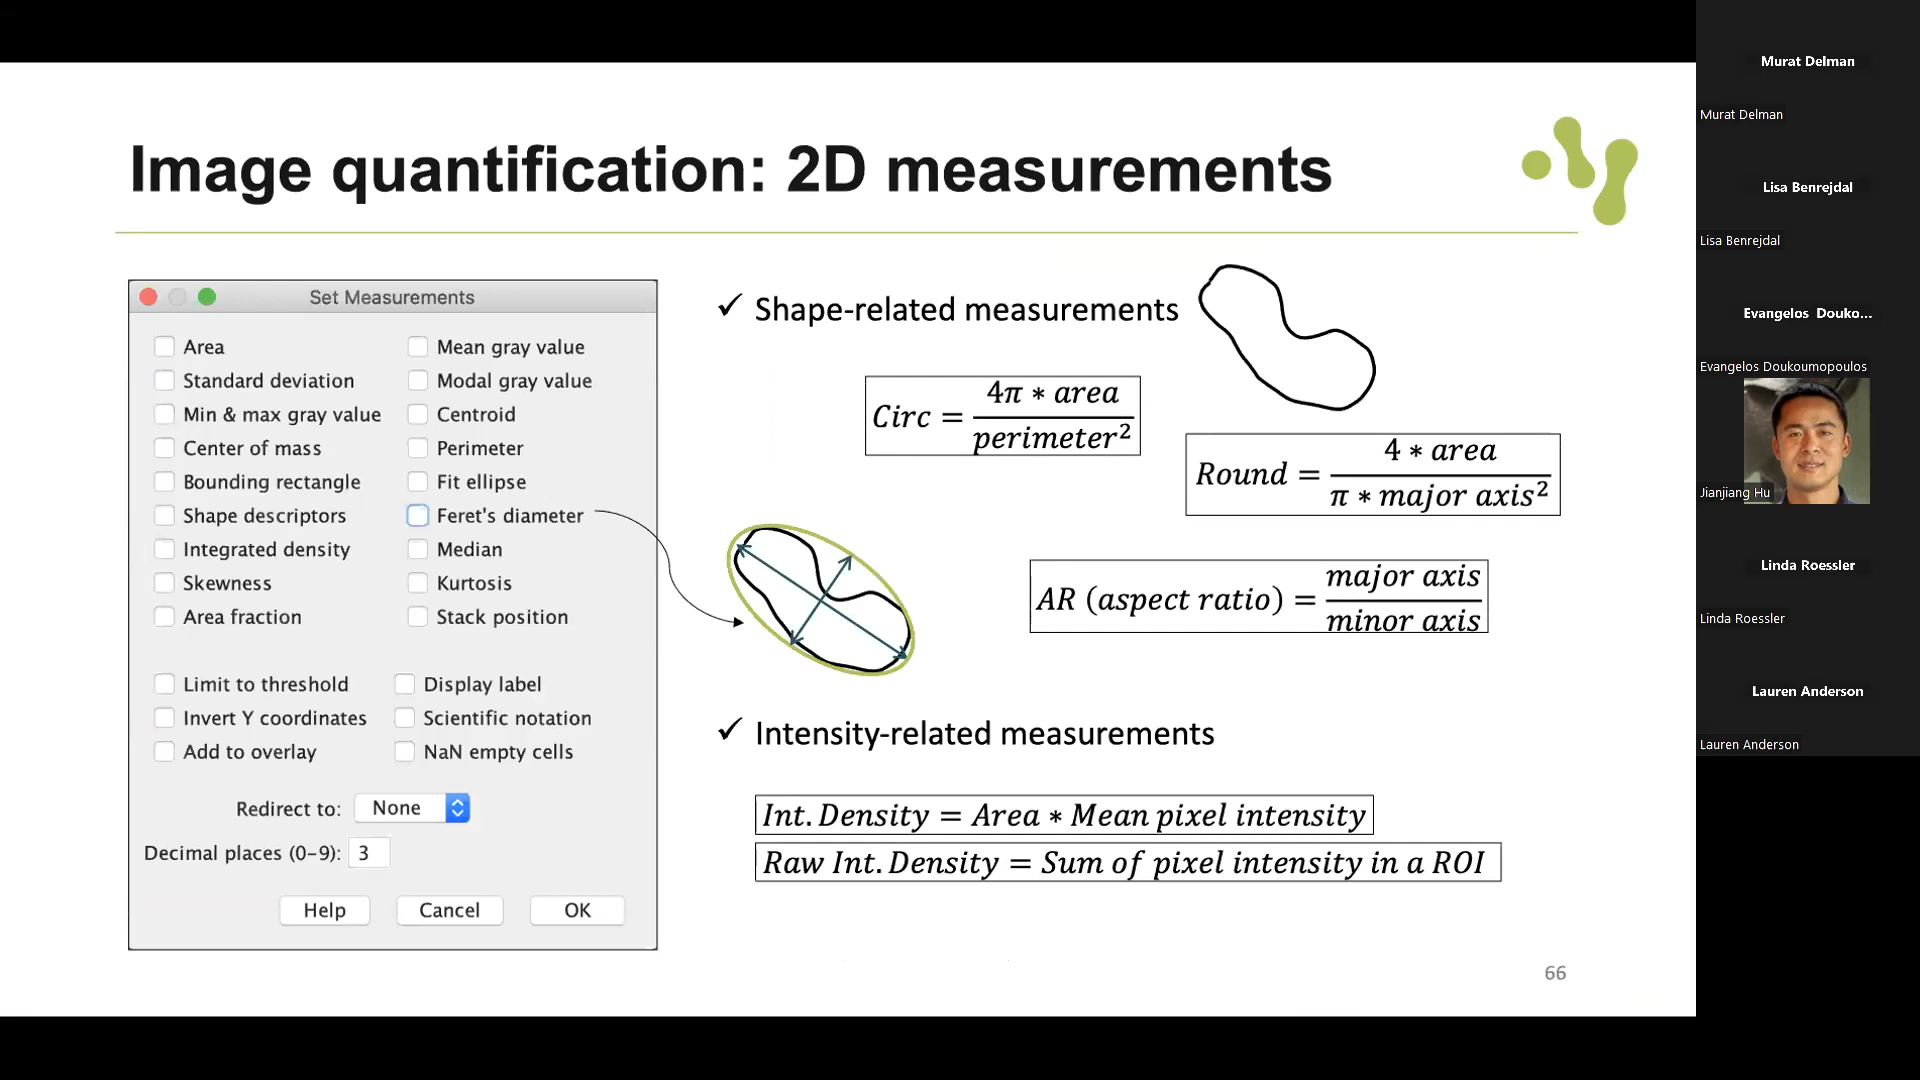 Image quantification: 2D measurements
Set Measurements
Area
Mean gray value
Standard deviation
Modal gray value
Min & max gray value
Centroid
Center of mass
Perimeter
Bounding rectangle
Fit ellipse
Shape descriptors
Feret's diameter
Integrated density
Median
Skewness
Kurtosis
Area fraction
Stack position
Limit to threshold
Display label
Invert Y coordinates
Scientific notation
Add to overlay
NaN empty cells
Redirect to: None
Decimal places (0-9): 3
Help Cancel OK
✓ Shape-related measurements
Circ = 4π * area / perimeter²
Round = 4 * area / π * major axis²
AR (aspect ratio) = major axis / minor axis
✓ Intensity-related measurements
Int. Density = Area * Mean pixel intensity
Raw Int. Density = Sum of pixel intensity in a ROI
66
Murat Delman
Murat Delman
Lisa Benrejdal
Lisa Benrejdal
Evangelos Douko...
Evangelos Doukoumopoulos
Jianjiang Hu
Linda Roessler
Linda Roessler
Lauren Anderson
Lauren Anderson